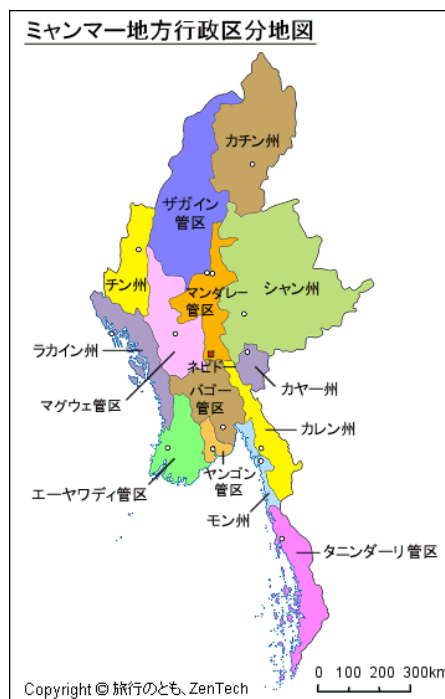 ミャンマー地方行政区分地図
カチン州
ザガイン
管区
チン州
マンダレー
管区
シャン州
ラカイン州
ネピドー
マグウェ管区
バゴー
管区
カヤー州
カレン州
エーヤワディ管区
ヤンゴン
管区
モン州
タニンダーリ管区
0 100 200 300km
Copyright © 旅行のとも、ZenTech